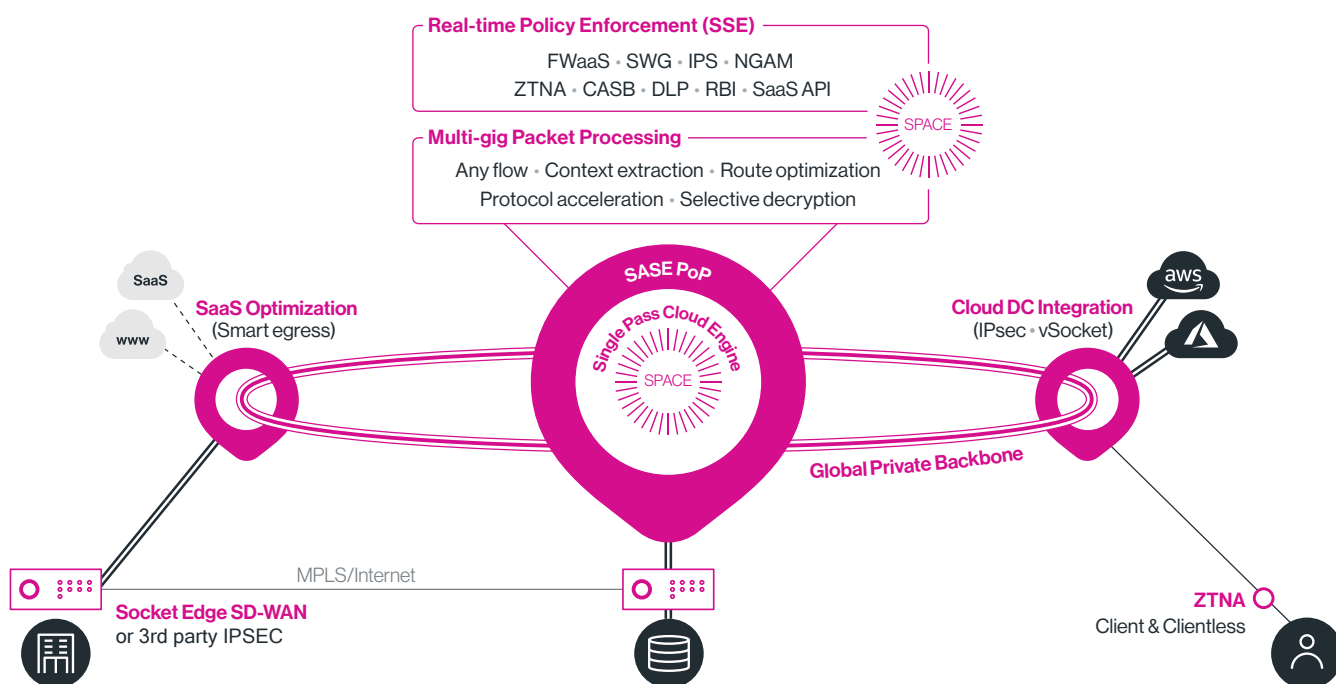 Real-time Policy Enforcement (SSE)
FWaaS • SWG • IPS • NGAM
ZTNA • CASB • DLP • RBI • SaaS API
SPACE
Multi-gig Packet Processing
Any flow • Context extraction • Route optimization
Protocol acceleration • Selective decryption
SaaS
www
SaaS Optimization
(Smart egress)
SASE PoP
Single Pass Cloud Engine
SPACE
Cloud DC Integration
(IPsec • vSocket)
aws
Global Private Backbone
MPLS/Internet
Socket Edge SD-WAN
or 3rd party IPSEC
ZTNA
Client & Clientless